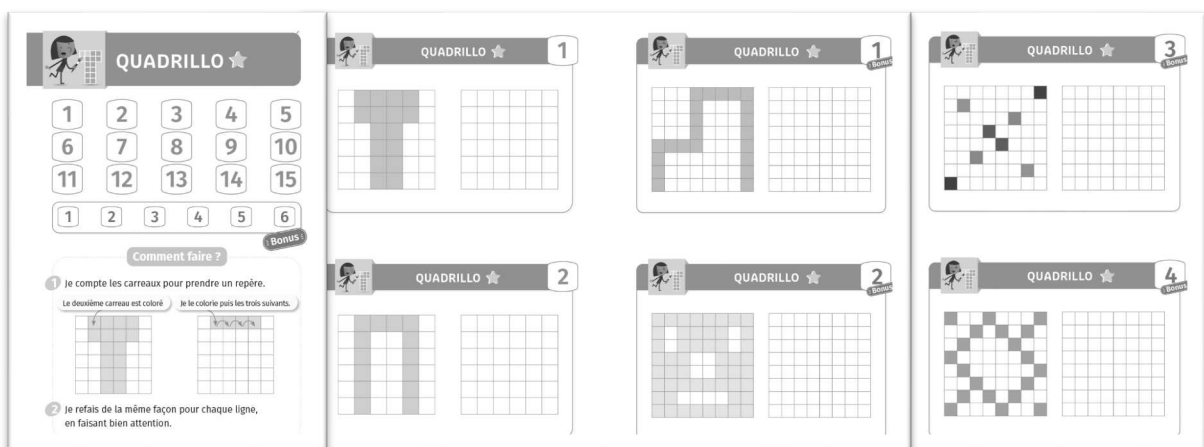 QUADRILLO
1 2 3 4 5
6 7 8 9 10
11 12 13 14 15
1 2 3 4 5 6
Bonus
Comment faire ?
1 Je compte les carreaux pour prendre un repère.
Le deuxième carreau est coloré
Je le colorie puis les trois suivants.
2 Je refais de la même façon pour chaque ligne,
en faisant bien attention.
QUADRILLO 1
QUADRILLO 2
QUADRILLO 1
Bonus
QUADRILLO 2
Bonus
QUADRILLO 3
Bonus
QUADRILLO 4
Bonus